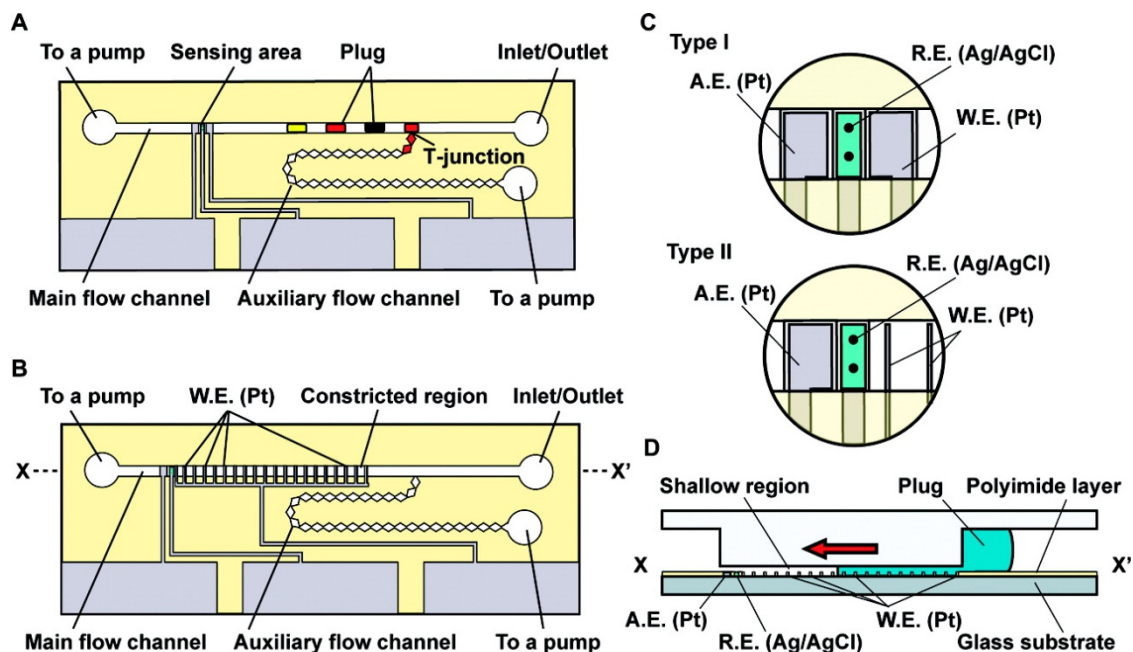 A
To a pump
Sensing area
Plug
Inlet/Outlet
T-junction
Main flow channel
Auxiliary flow channel
To a pump
B
To a pump
W.E. (Pt)
Constricted region
Inlet/Outlet
X
X'
Main flow channel
Auxiliary flow channel
To a pump
C
Type I
R.E. (Ag/AgCl)
A.E. (Pt)
W.E. (Pt)
Type II
R.E. (Ag/AgCl)
A.E. (Pt)
W.E. (Pt)
D
Shallow region
Plug
Polyimide layer
X
X'
A.E. (Pt)
R.E. (Ag/AgCl)
W.E. (Pt)
Glass substrate